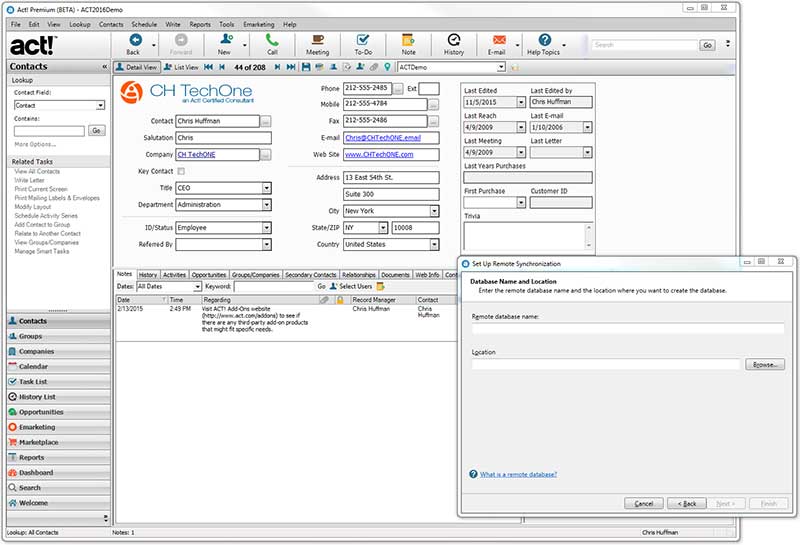 Act! Premium (BETA) - ACT2016Demo
File Edit View Lookup Contacts Schedule Write Reports Tools Emarketing Help
act!
Back Forward New Call Meeting To-Do Note History E-mail Help Topics Search Go
Contacts
Detail View List View 44 of 208 ACTDemo
Lookup
Contact Field:
Contact
Contains:
Go
More Options...
Related Tasks
View All Contacts
Write Letter
Print Current Screen
Print Mailing Labels & Envelopes
Modify Layout
Schedule Activity Series
Add Contact to Group
Relate to Another Contact
View Groups/Companies
Manage Smart Tasks
Contacts
Groups
Companies
Calendar
Task List
History List
Opportunities
Emarketing
Marketplace
Reports
Dashboard
Search
Welcome
CH TechOne
an Act! Certified Consultant
Contact Chris Huffman
Salutation Chris
Company CH TechONE
Key Contact
Title CEO
Department Administration
ID/Status Employee
Referred By
Phone 212-555-2485 Ext
Mobile 212-555-4784
Fax 212-555-2486
E-mail Chris@CHTechONE.email
Web Site www.CHTechONE.com
Address 13 East 54th St.
Suite 300
City New York
State/ZIP NY 10008
Country United States
Last Edited Last Edited by
11/5/2015 Chris Huffman
Last Reach Last E-mail
4/9/2009 1/10/2006
Last Meeting Last Letter
4/9/2009
Last Years Purchases
First Purchase Customer ID
Trivia
Notes History Activities Opportunities Groups/Companies Secondary Contacts Relationships Documents Web Info
Dates: All Dates Keyword: Go Select Users
Date Time Regarding Record Manager Contact
2/13/2015 2:49 PM Visit ACT! Add-Ons website Chris Huffman Chris
(http://www.act.com/addons) to see if Huffman
there are any third-party add-on products
that might fit specific needs.
Set Up Remote Synchronization
Database Name and Location
Enter the remote database name and the location where you want to create the database.
Remote database name:
Location
Browse...
What is a remote database?
Cancel < Back Next > Finish
Lookup: All Contacts Notes: 1 Chris Huffman